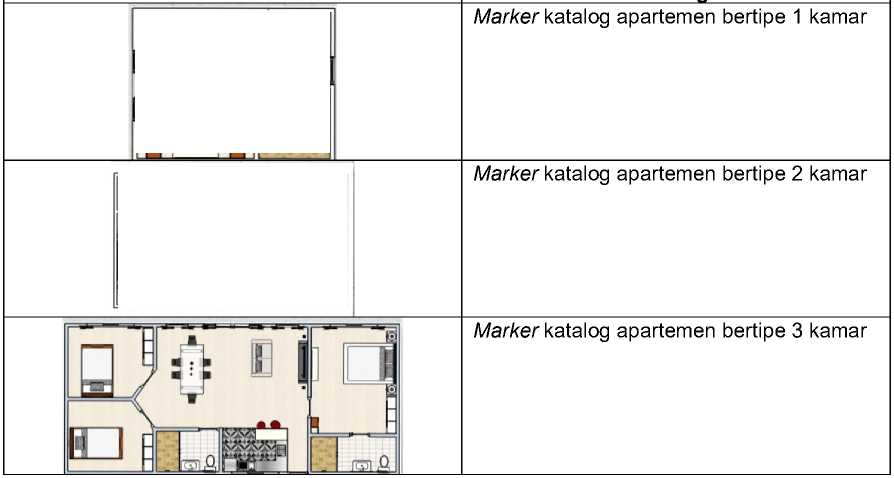 Marker katalog apartemen bertipe 1 kamar
Marker katalog apartemen bertipe 2 kamar
Marker katalog apartemen bertipe 3 kamar